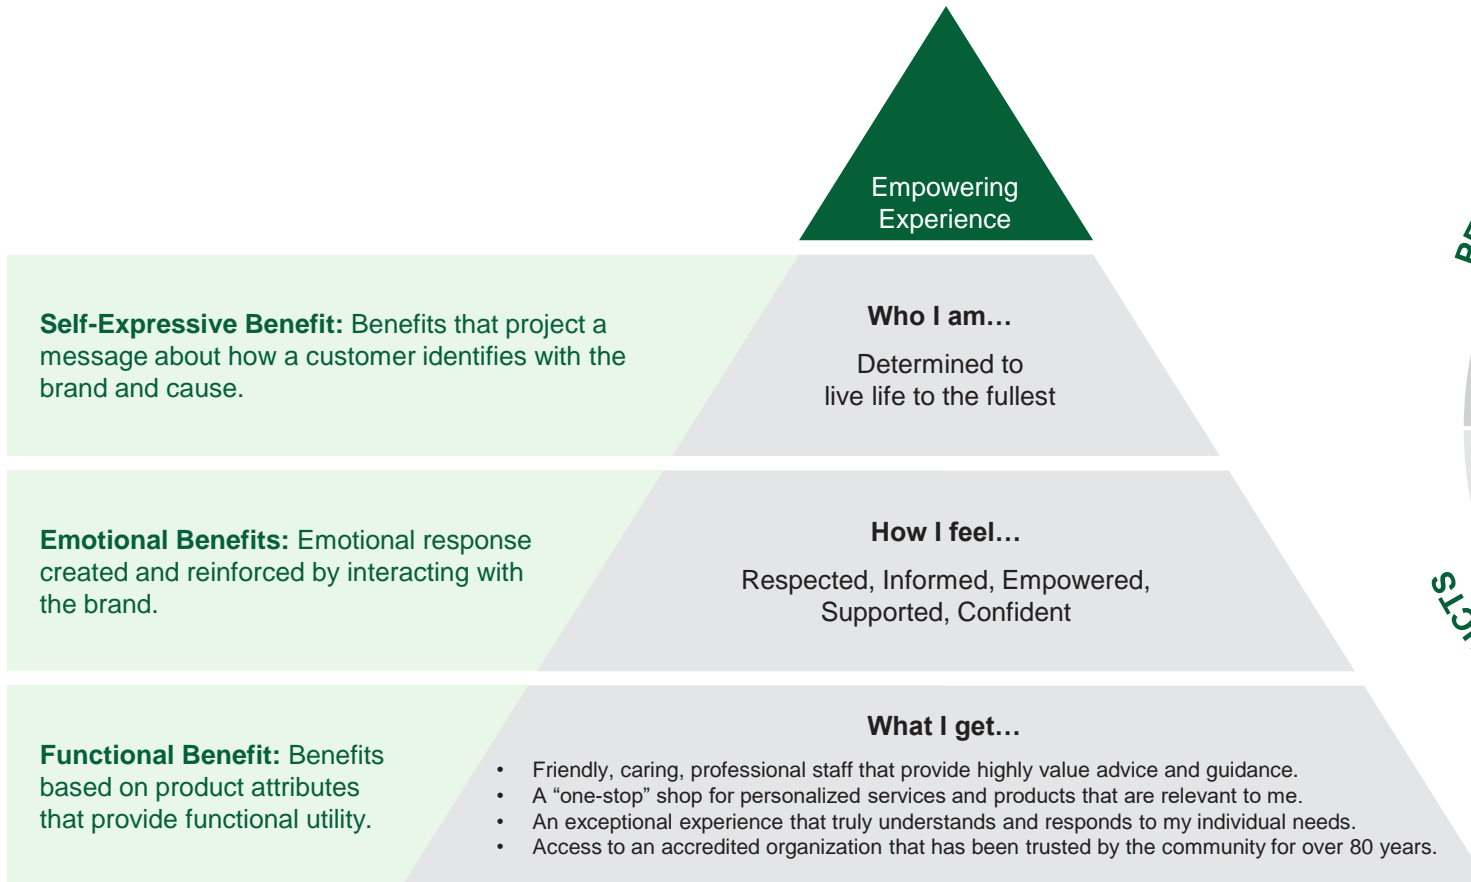 Empowering
Experience
Self-Expressive Benefit: Benefits that project a
message about how a customer identifies with the
brand and cause.
Who I am…
Determined to
live life to the fullest
Emotional Benefits: Emotional response
created and reinforced by interacting with
the brand.
How I feel…
Respected, Informed, Empowered,
Supported, Confident
Functional Benefit: Benefits
based on product attributes
that provide functional utility.
What I get…
• Friendly, caring, professional staff that provide highly value advice and guidance.
• A “one-stop” shop for personalized services and products that are relevant to me.
• An exceptional experience that truly understands and responds to my individual needs.
• Access to an accredited organization that has been trusted by the community for over 80 years.